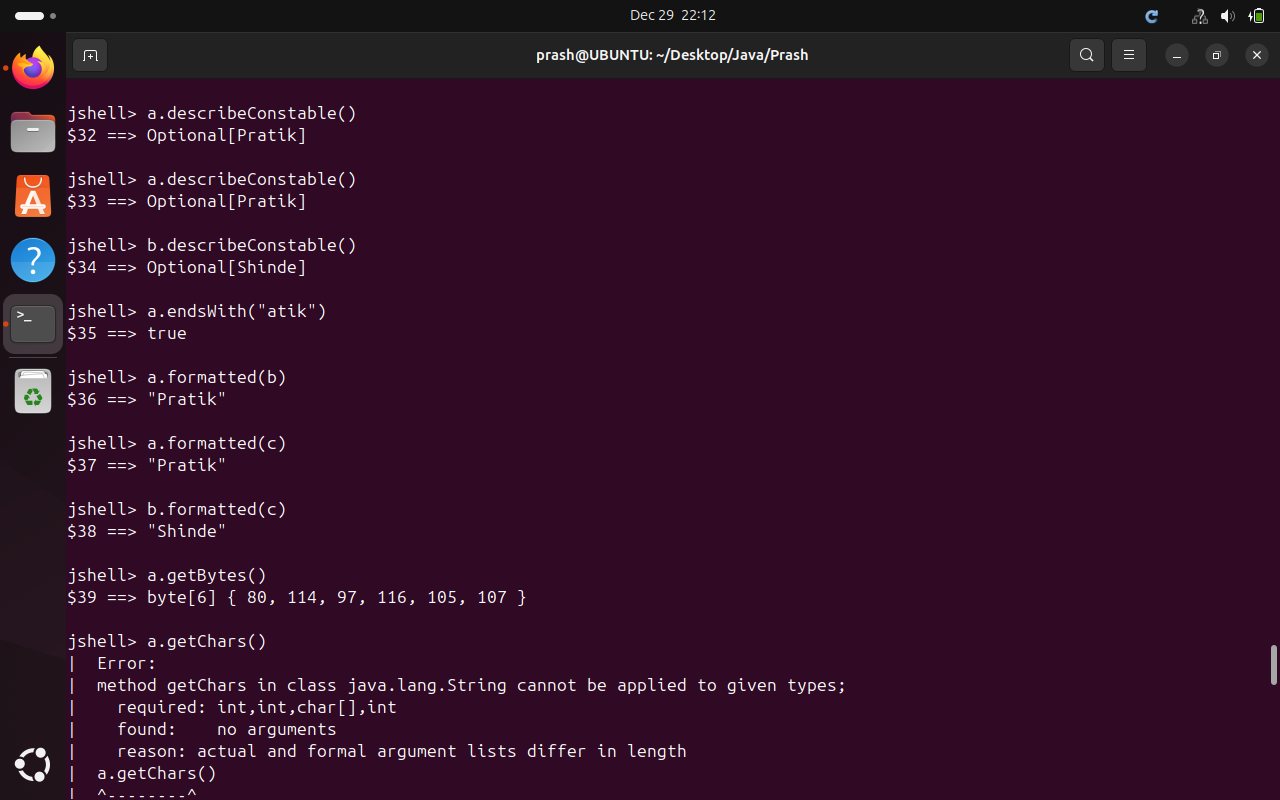 Dec 29 22:12
prash@UBUNTU: ~/Desktop/Java/Prash
jshell> a.describeConstable()
$32 ==> Optional[Pratik]
jshell> a.describeConstable()
$33 ==> Optional[Pratik]
jshell> b.describeConstable()
$34 ==> Optional[Shinde]
jshell> a.endsWith("atik")
$35 ==> true
jshell> a.formatted(b)
$36 ==> "Pratik"
jshell> a.formatted(c)
$37 ==> "Pratik"
jshell> b.formatted(c)
$38 ==> "Shinde"
jshell> a.getBytes()
$39 ==> byte[6] { 80, 114, 97, 116, 105, 107 }
jshell> a.getChars()
|  Error:
|  method getChars in class java.lang.String cannot be applied to given types;
|    required: int,int,char[],int
|    found:    no arguments
|    reason: actual and formal argument lists differ in length
|  a.getChars()
|  ^--------^